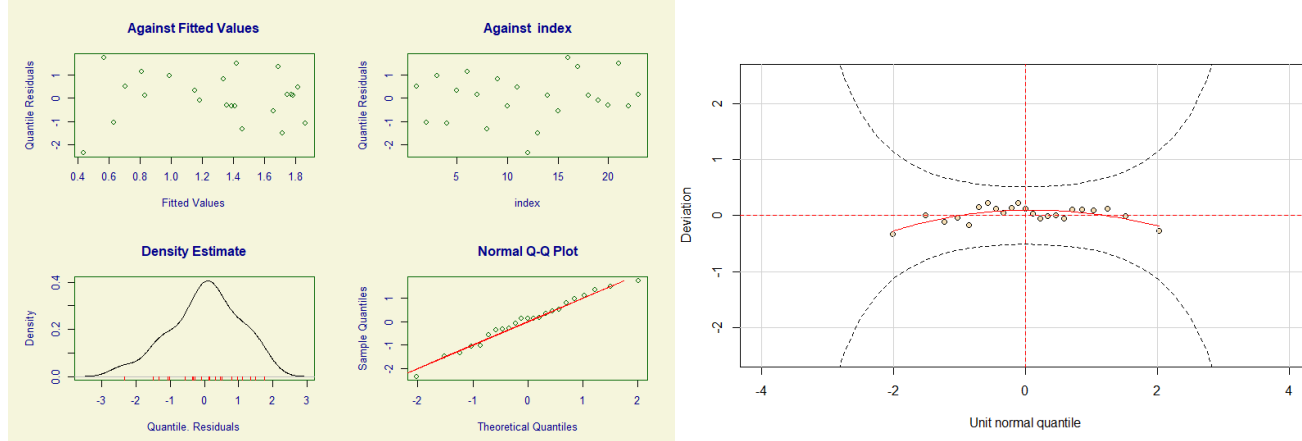 Against Fitted Values
Quantile Residuals
1
0
-1
-2
0.4 0.6 0.8 1.0 1.2 1.4 1.6 1.8
Fitted Values
Against index
Quantile Residuals
1
0
-1
-2
5 10 15 20
index
Density Estimate
Density
0.4
0.2
0.0
-3 -2 -1 0 1 2 3
Quantile. Residuals
Normal Q-Q Plot
Sample Quantiles
1
0
-1
-2
-2 -1 0 1 2
Theoretical Quantiles
Deviation
2
1
0
-1
-2
-4 -2 0 2 4
Unit normal quantile